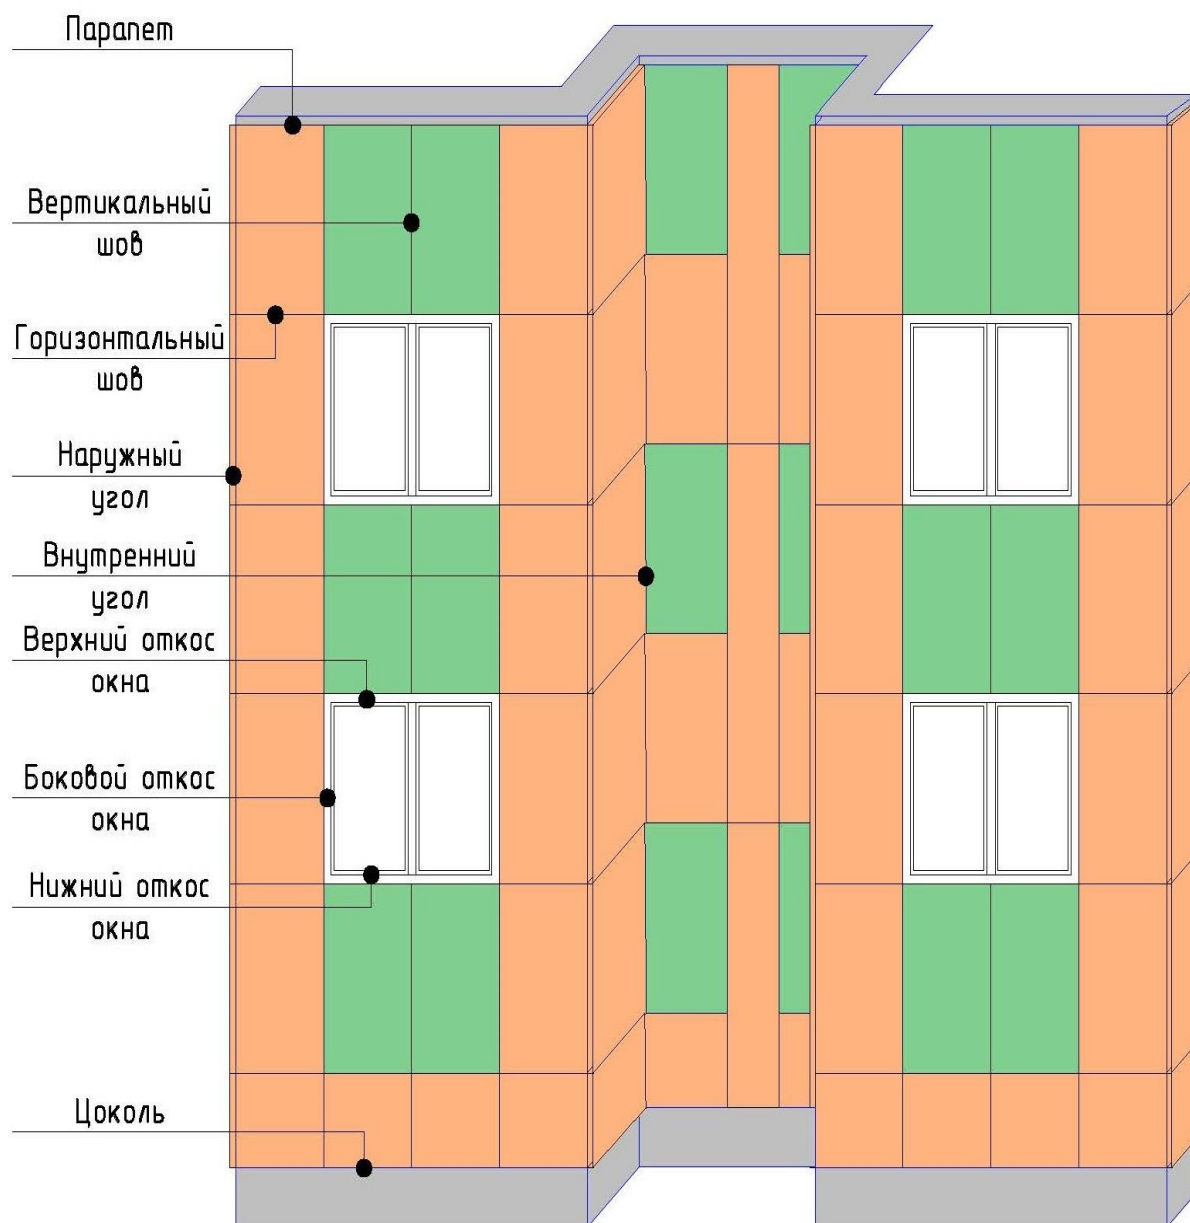 Парапет
Вертикальный
шов
Горизонтальный
шов
Наружный
угол
Внутренний
угол
Верхний откос
окна
Боковой откос
окна
Нижний откос
окна
Цоколь